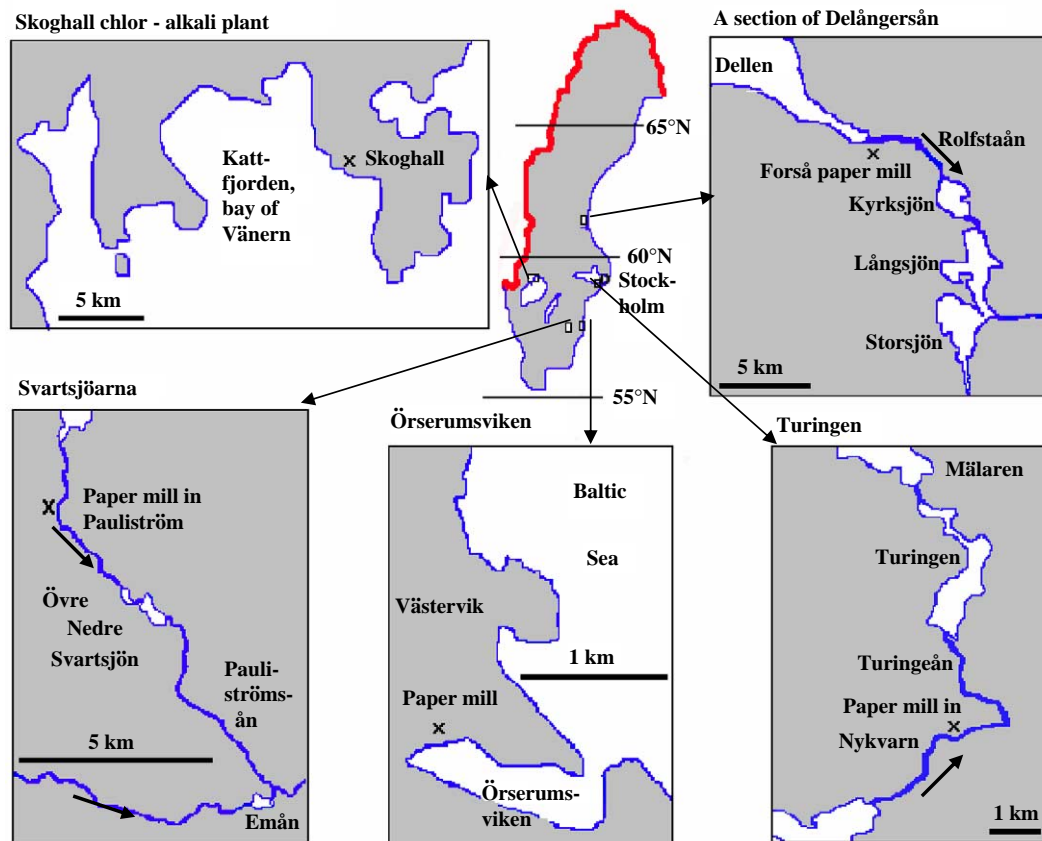 Skoghall chlor - alkali plant
Katt-
fjorden,
bay of
Vänern
x Skoghall
5 km
65°N
60°N
Stock-
holm
55°N
A section of Delångersån
Dellen
Rolfstaån
x
Forså paper mill
Kyrksjön
Långsjön
Storsjön
5 km
Svartsjöarna
x
Paper mill in
Pauliström
Övre
Nedre
Svartsjön
Pauli-
ströms-
ån
5 km
Emån
Örserumsviken
Baltic
Sea
Västervik
1 km
Paper mill
x
Örserums-
viken
Turingen
Mälaren
Turingen
Turingeån
Paper mill in
x
Nykvarn
1 km